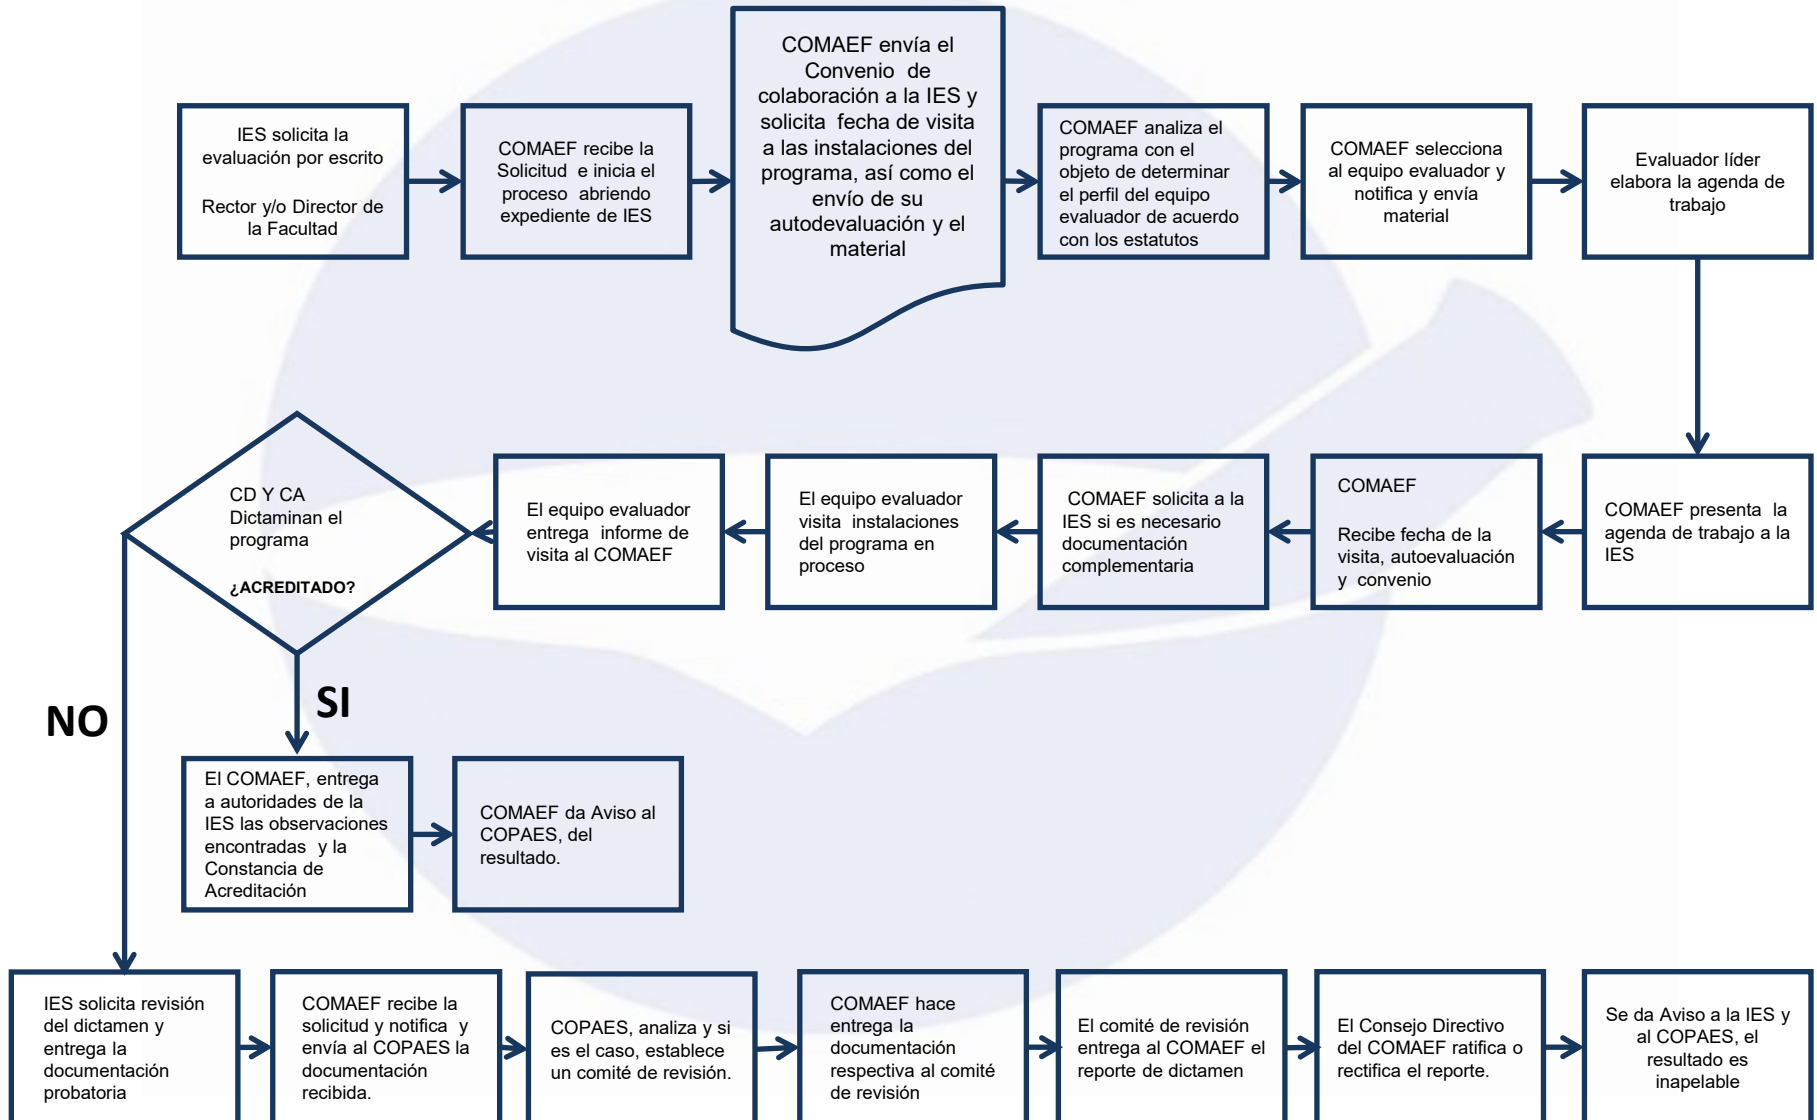 IES solicita la
evaluación por escrito
Rector y/o Director de
la Facultad
COMAEF recibe la
Solicitud e inicia el
proceso abriendo
expediente de IES
COMAEF envía el
Convenio de
colaboración a la IES y
solicita fecha de visita
a las instalaciones del
programa, así como el
envío de su
autodevaluación y el
material
COMAEF analiza el
programa con el
objeto de determinar
el perfil del equipo
evaluador de acuerdo
con los estatutos
COMAEF selecciona
al equipo evaluador y
notifica y envía
material
Evaluador líder
elabora la agenda de
trabajo
COMAEF presenta la
agenda de trabajo a la
IES
COMAEF
Recibe fecha de la
visita, autoevaluación
y convenio
COMAEF solicita a la
IES si es necesario
documentación
complementaria
El equipo evaluador
visita instalaciones
del programa en
proceso
El equipo evaluador
entrega informe de
visita al COMAEF
CD Y CA
Dictaminan el
programa
¿ACREDITADO?
SI
NO
El COMAEF, entrega
a autoridades de la
IES las observaciones
encontradas y la
Constancia de
Acreditación
COMAEF da Aviso al
COPAES, del
resultado.
IES solicita revisión
del dictamen y
entrega la
documentación
probatoria
COMAEF recibe la
solicitud y notifica y
envía al COPAES la
documentación
recibida.
COPAES, analiza y si
es el caso, establece
un comité de revisión.
COMAEF hace
entrega la
documentación
respectiva al comité
de revisión
El comité de revisión
entrega al COMAEF el
reporte de dictamen
El Consejo Directivo
del COMAEF ratifica o
rectifica el reporte.
Se da Aviso a la IES y
al COPAES, el
resultado es
inapelable